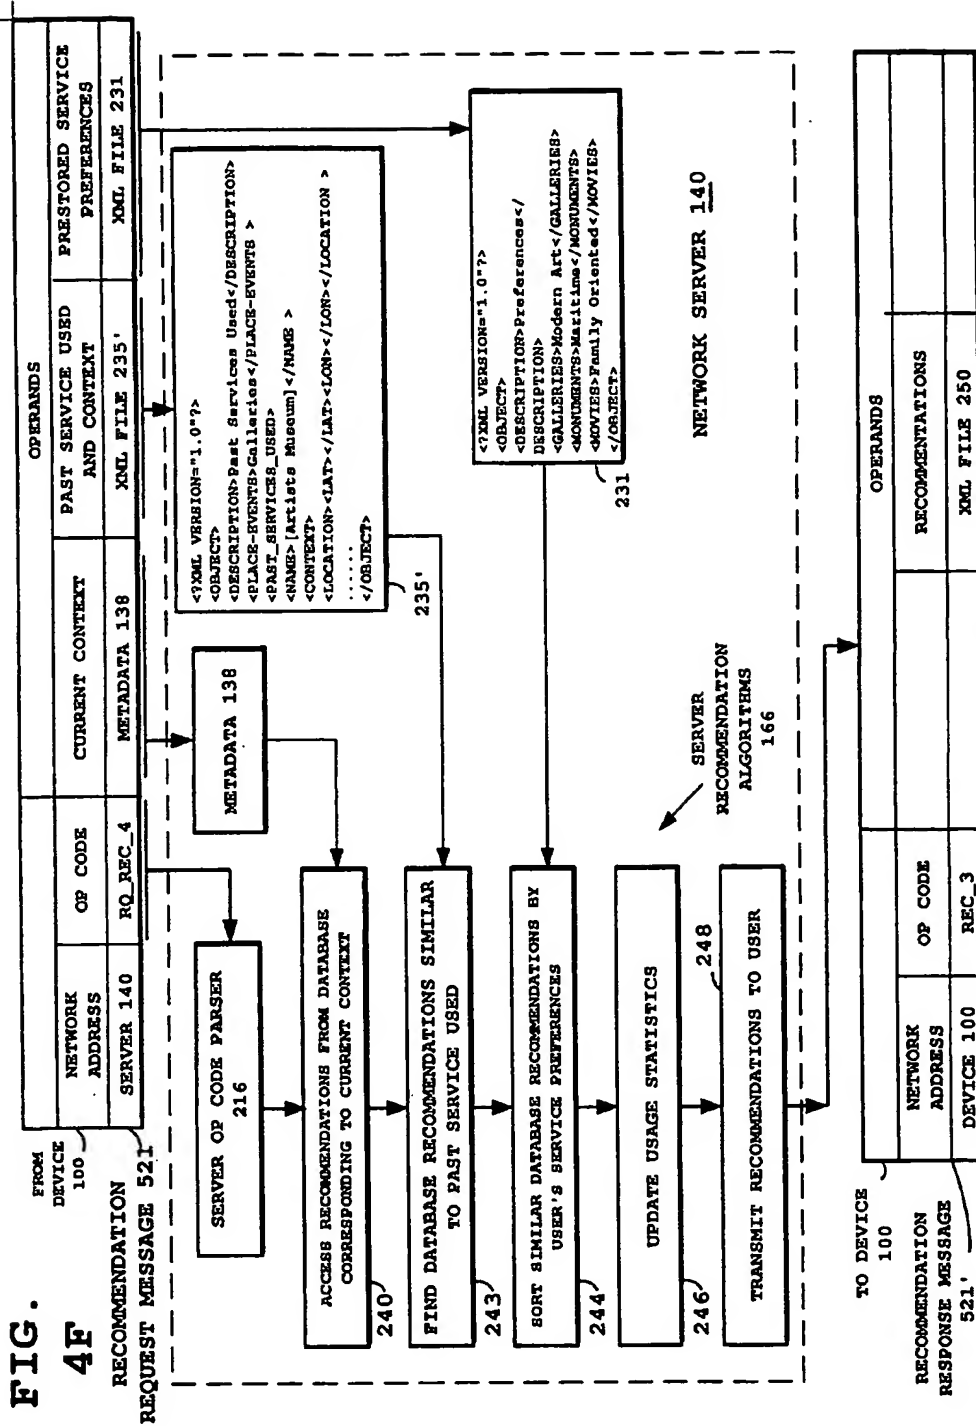 FIG.
4F
FROM
DEVICE
100
RECOMMENDATION
REQUEST MESSAGE 521
OPERANDS
NETWORK
ADDRESS
OP CODE
CURRENT CONTEXT
PAST SERVICE USED
AND CONTEXT
PRESTORED SERVICE
PREFERENCES
SERVER 140
RQ_REC_4
METADATA 138
XML FILE 235'
XML FILE 231
SERVER OP CODE PARSER
216
METADATA 138
<?XML VERSION="1.0"?>
<OBJECT>
<DESCRIPTION>Past Services Used</DESCRIPTION>
<PLACE-EVENTS>Galleries</PLACE-EVENTS >
<PAST_SERVICES_USED>
<NAME>[Artists Museum]</NAME >
<CONTEXT>
<LOCATION><LAT></LAT><LON></LON></LOCATION >
.....
</OBJECT>
235'
ACCESS RECOMMENDATIONS FROM DATABASE
CORRESPONDING TO CURRENT CONTEXT
240
FIND DATABASE RECOMMENDATIONS SIMILAR
TO PAST SERVICE USED
243
<?XML VERSION="1.0"?>
<OBJECT>
<DESCRIPTION>Preferences</
DESCRIPTION>
<GALLERIES>Modern Art</GALLERIES>
<MONUMENTS>Maritime</MONUMENTS>
<MOVIES>Family Oriented</MOVIES>
</OBJECT>
231
SORT SIMILAR DATABASE RECOMMENDATIONS BY
USER'S SERVICE PREFERENCES
244
UPDATE USAGE STATISTICS
246
SERVER
RECOMMENDATION
ALGORITHMS
166
NETWORK SERVER 140
248
TRANSMIT RECOMMENDATIONS TO USER
TO DEVICE
100
RECOMMENDATION
RESPONSE MESSAGE
521'
OPERANDS
NETWORK
ADDRESS
OP CODE
RECOMMENTATIONS
DEVICE 100
REC_3
XML FILE 250